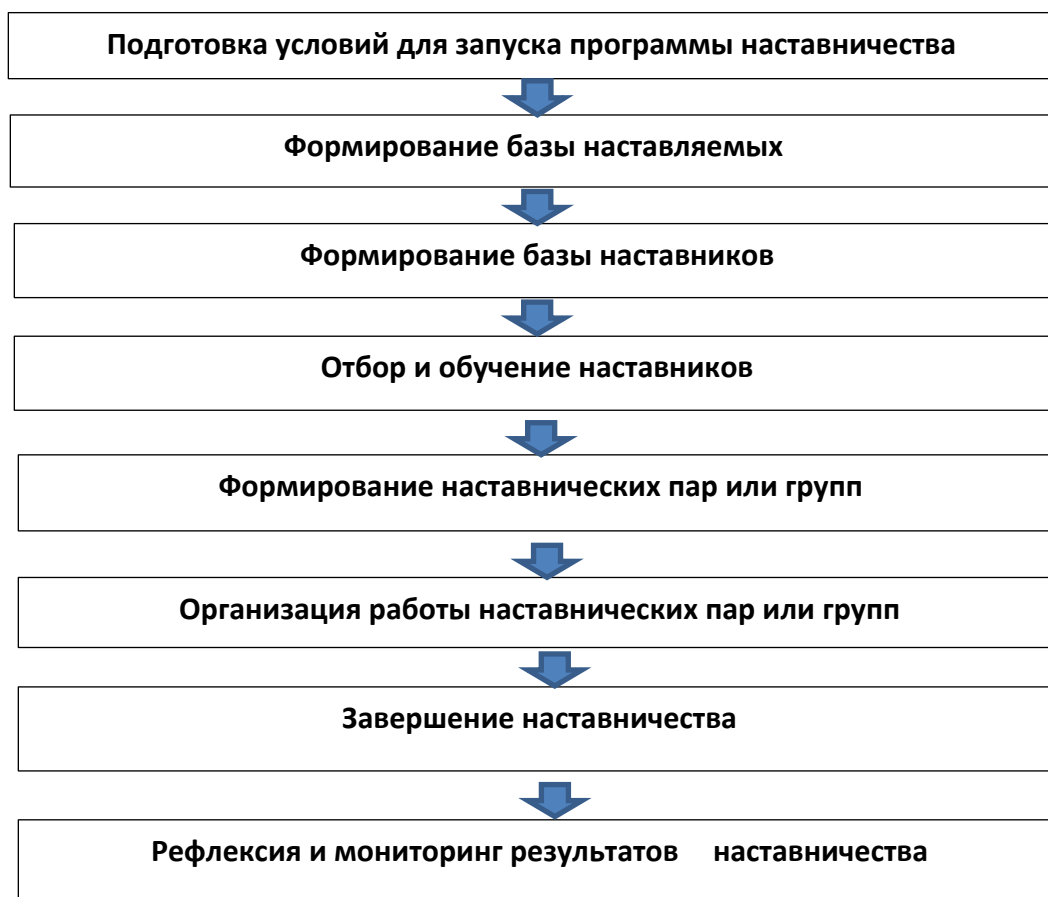 Подготовка условий для запуска программы наставничества
Формирование базы наставляемых
Формирование базы наставников
Отбор и обучение наставников
Формирование наставнических пар или групп
Организация работы наставнических пар или групп
Завершение наставничества
Рефлексия и мониторинг результатов наставничества